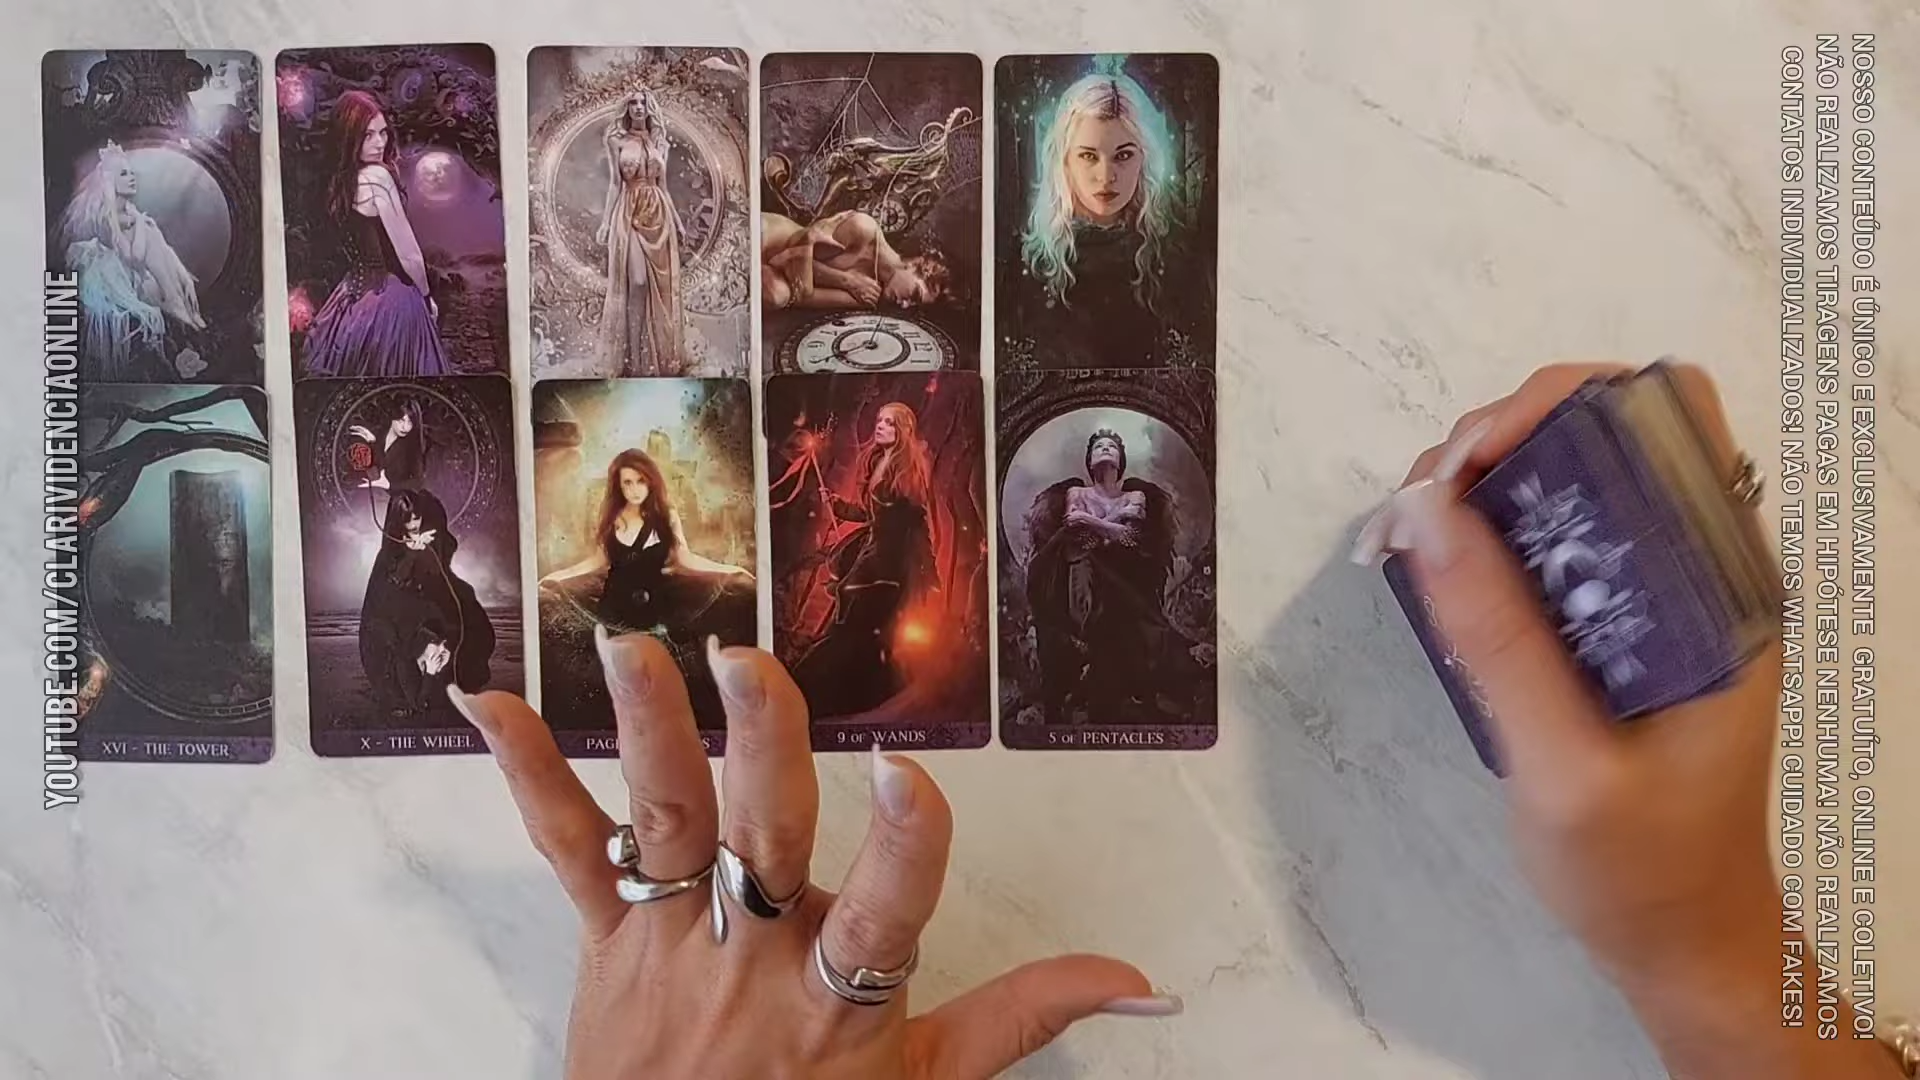 YOUTUBE.COM/CLARIVIDENCIAONLINE
XVI - THE TOWER
X - THE WHEEL
9 OF WANDS
5 OF PENTACLES
NOSSO CONTEÚDO É ÚNICO E EXCLUSIVAMENTE GRATUÍTO, ONLINE E COLETIVO!
NÃO REALIZAMOS TIRAGENS PAGAS EM HIPÓTESE NENHUMA! NÃO REALIZAMOS
CONTATOS INDIVIDUALIZADOS! NÃO TEMOS WHATSAPP! CUIDADO COM FAKES!